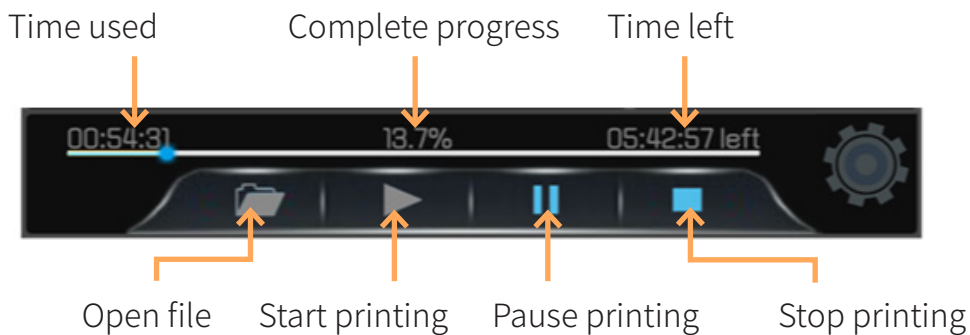 Time used Complete progress Time left
00:54:31 13.7% 05:42:57 left
Open file Start printing Pause printing Stop printing